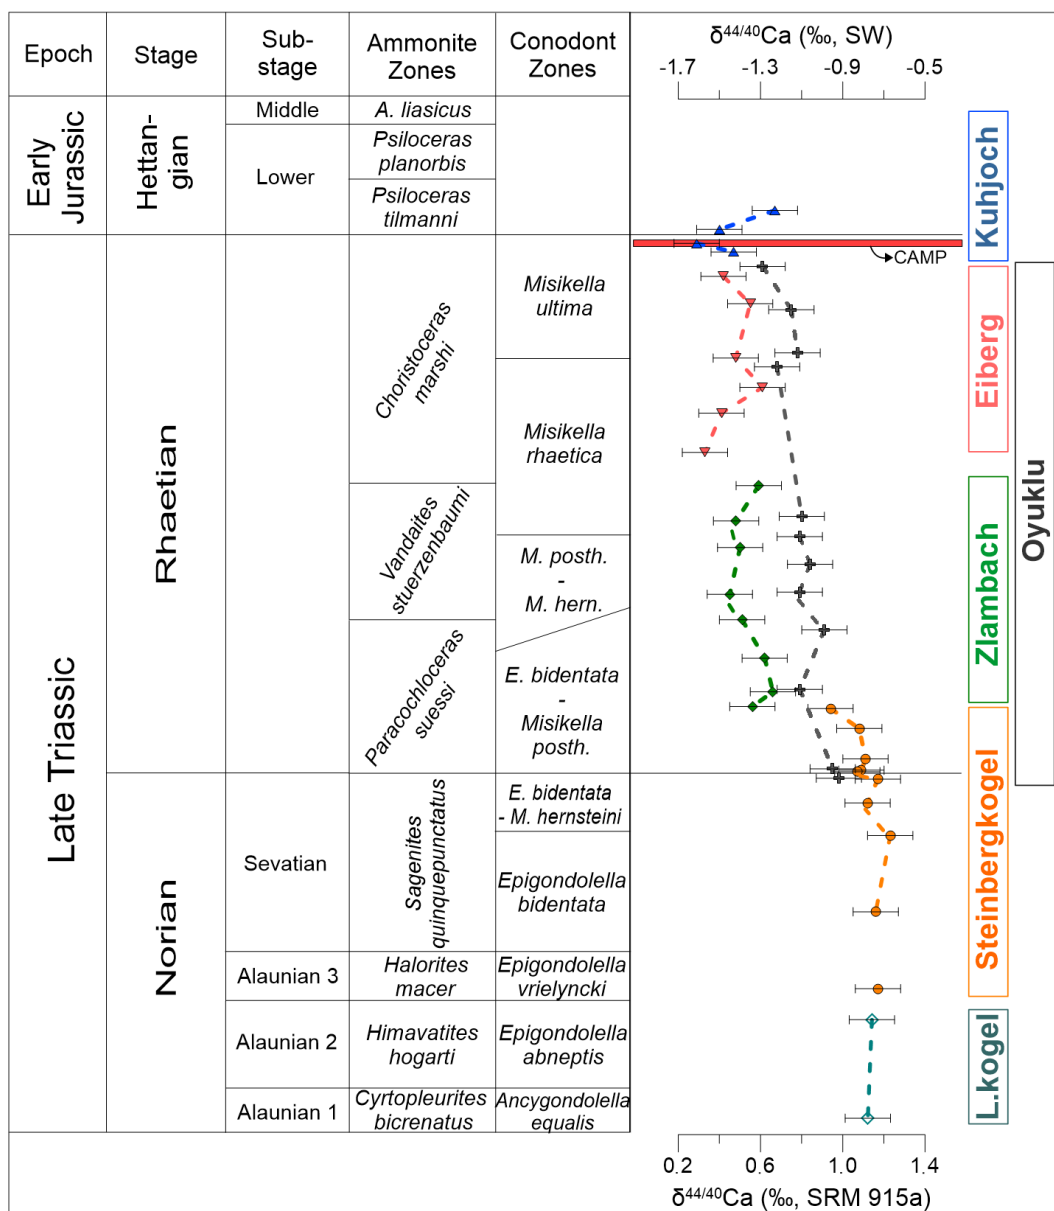 Epoch
Stage
Sub-
stage
Ammonite
Zones
Conodont
Zones
δ44/40Ca (‰, SW)
-1.7 -1.3 -0.9 -0.5
Early
Jurassic
Hettan-
gian
Middle
A. liasicus
Lower
Psiloceras
planorbis
Psiloceras
tilmanni
CAMP
Kuhjoch
Late Triassic
Rhaetian
Choristoceras
marshi
Misikella
ultima
Misikella
rhaetica
Eiberg
Vandaites
stuerzenbaumi
M. posth.
-
M. hern.
Oyuklu
Zlambach
Paracochloceras
suessi
E. bidentata
-
Misikella
posth.
Norian
Sevatian
Sagenites
quinquepunctatus
E. bidentata
- M. hernsteini
Epigondolella
bidentata
Steinbergkogel
Alaunian 3
Halorites
macer
Epigondolella
vrielyncki
Alaunian 2
Himavatites
hogarti
Epigondolella
abneptis
L.kogel
Alaunian 1
Cyrtopleurites
bicrenatus
Ancygondolella
equalis
0.2 0.6 1.0 1.4
δ44/40Ca (‰, SRM 915a)